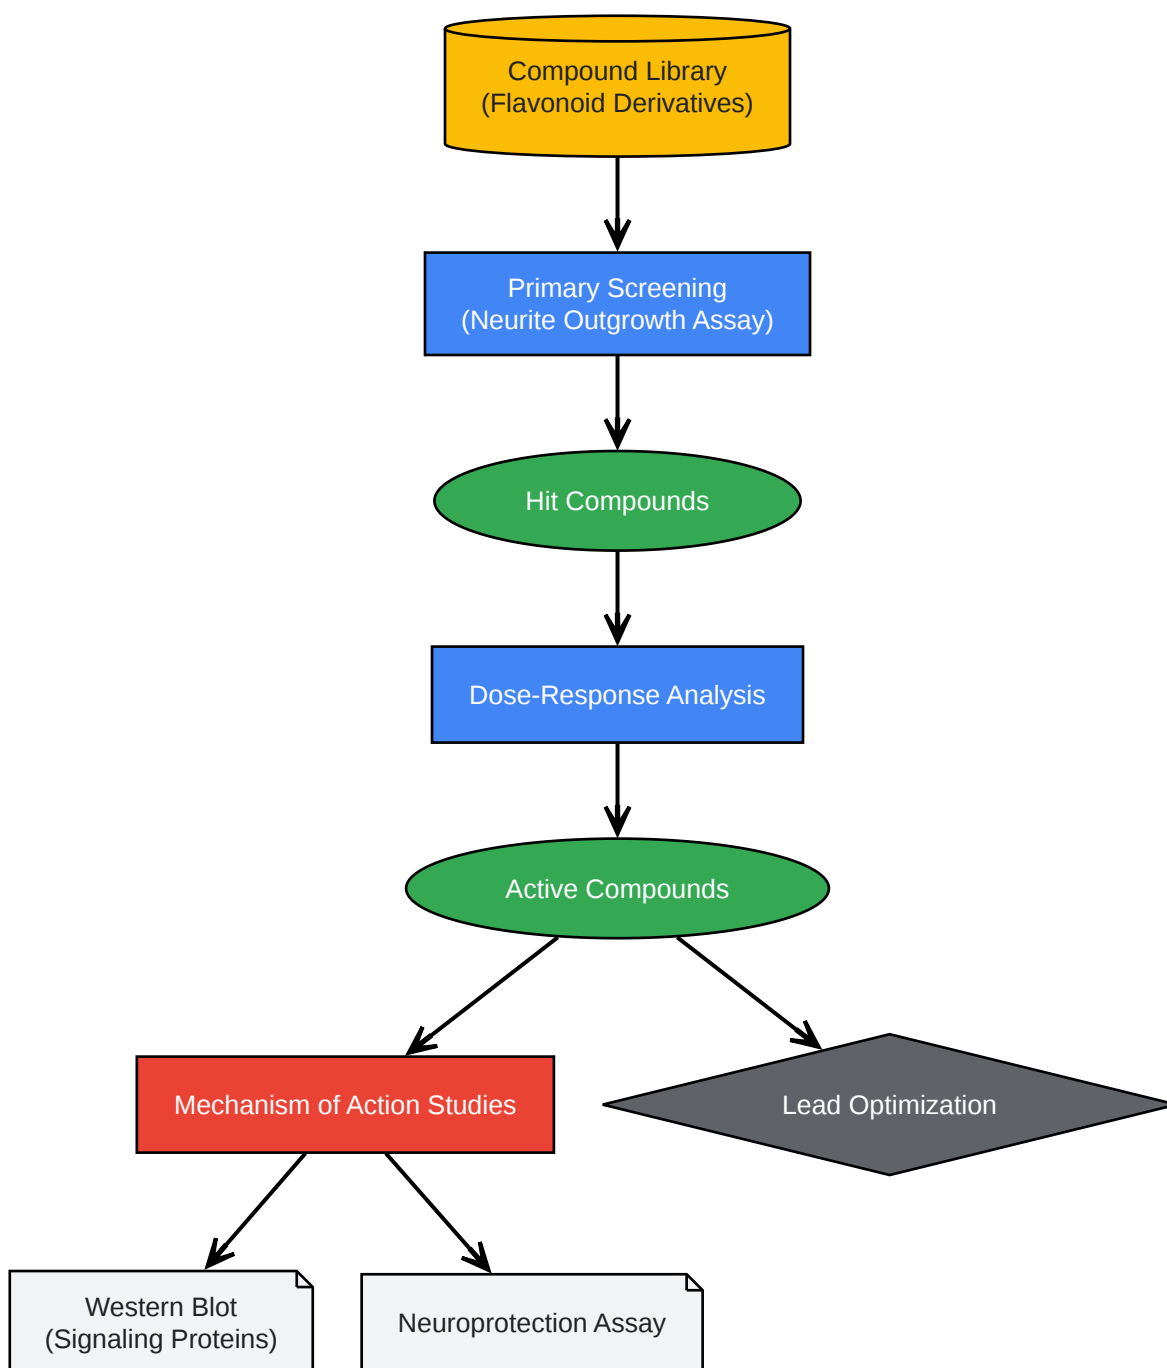 Compound Library
(Flavonoid Derivatives)
Primary Screening
(Neurite Outgrowth Assay)
Hit Compounds
Dose-Response Analysis
Active Compounds
Mechanism of Action Studies
Lead Optimization
Western Blot
(Signaling Proteins)
Neuroprotection Assay